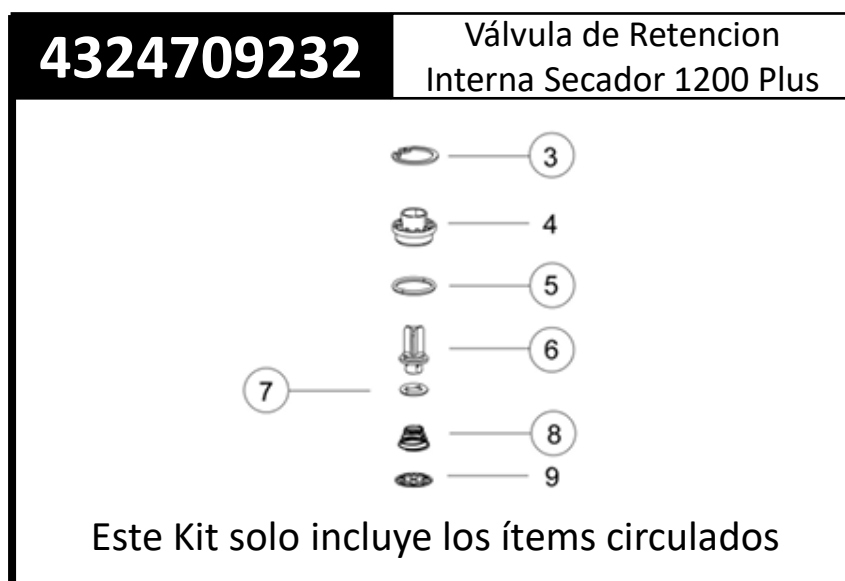 4324709232
Válvula de Retencion
Interna Secador 1200 Plus
3
4
5
6
7
8
9
Este Kit solo incluye los ítems circulados